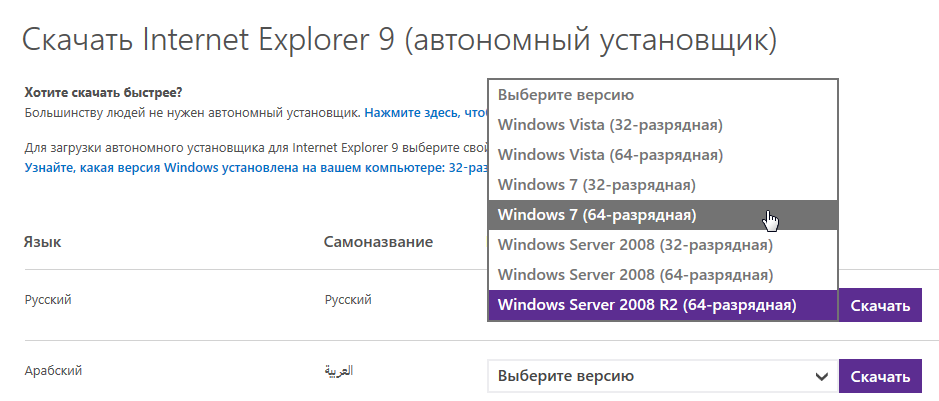 Скачать Internet Explorer 9 (автономный установщик)
Хотите скачать быстрее?
Большинству людей не нужен автономный установщик. Нажмите здесь,
Для загрузки автономного установщика для Internet Explorer 9 выберите
Узнайте, какая версия Windows установлена на вашем компьютере:
Выберите версию
Windows Vista (32-разрядная)
Windows Vista (64-разрядная)
Windows 7 (32-разрядная)
Windows 7 (64-разрядная)
Windows Server 2008 (32-разрядная)
Windows Server 2008 (64-разрядная)
Windows Server 2008 R2 (64-разрядная)
Язык Самоназвание
Русский Русский Скачать
Арабский العربية Выберите версию Скачать